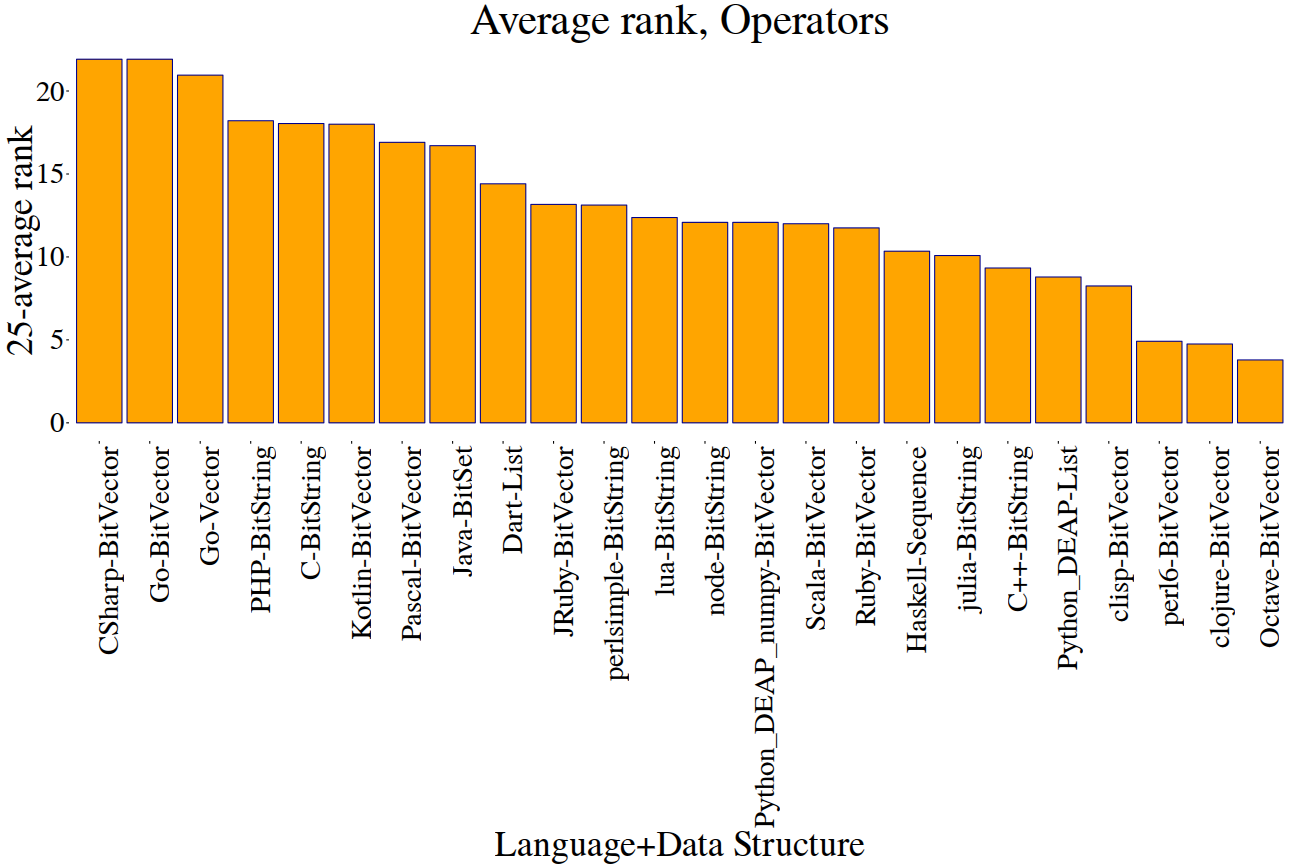 Average rank, Operators
25-average rank
20
15
10
5
0
CSharp-BitVector
Go-BitVector
Go-Vector
PHP-BitString
C-BitString
Kotlin-BitVector
Pascal-BitVector
Java-BitSet
Dart-List
JRuby-BitVector
perlsimple-BitString
lua-BitString
node-BitString
Python_DEAP_numpy-BitVector
Scala-BitVector
Ruby-BitVector
Haskell-Sequence
julia-BitString
C++-BitString
Python_DEAP-List
clisp-BitVector
perl6-BitVector
clojure-BitVector
Octave-BitVector
Language+Data Structure